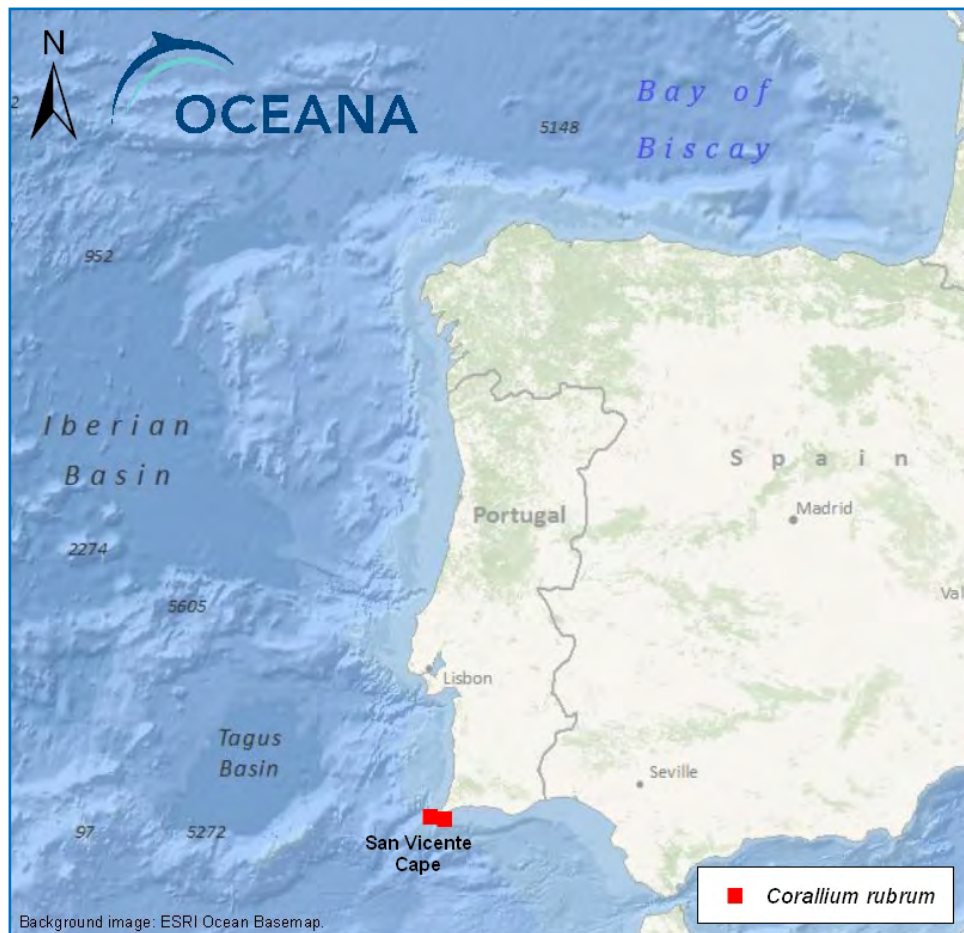 N
OCEANA
Bay of
Biscay
5148
952
Iberian
Basin
Spain
Madrid
Portugal
2274
Val
5605
Lisbon
Tagus
Basin
Seville
97
5272
San Vicente
Cape
Corallium rubrum
Background image: ESRI Ocean Basemap.